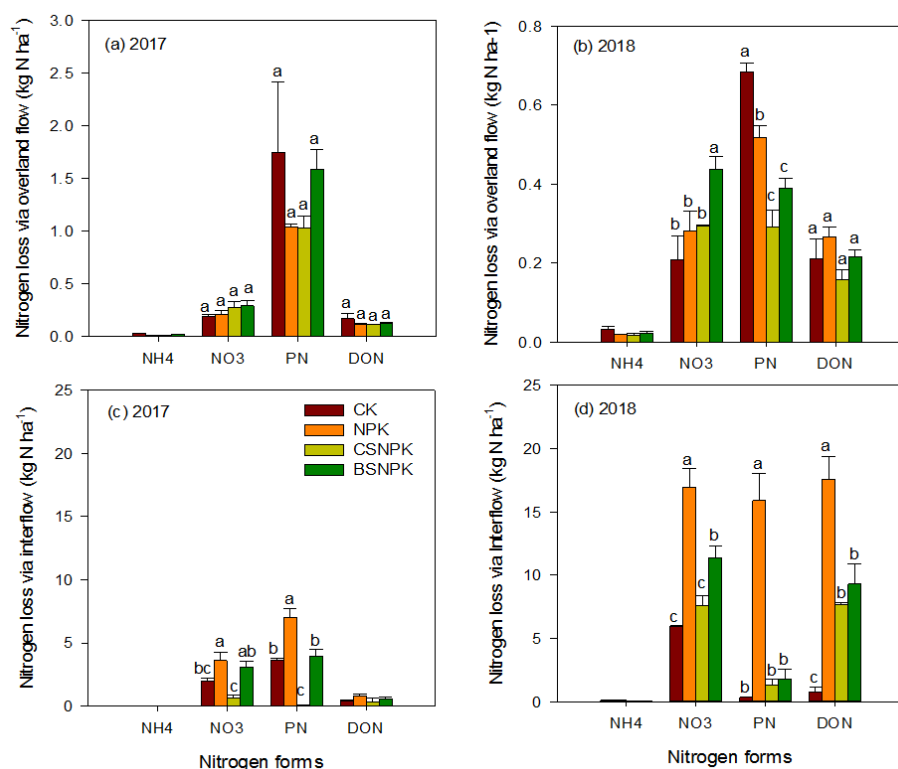 Nitrogen loss via overland flow (kg N ha⁻¹)
(a) 2017
3.0
2.5
2.0
1.5
1.0
0.5
0.0
a a a a
a a a a
a a a a
NH4 NO3 PN DON
Nitrogen loss via overland flow (kg N ha-1)
(b) 2018
0.8
0.6
0.4
0.2
0.0
b b b a
a b c c
a a a a
NH4 NO3 PN DON
Nitrogen loss via interflow (kg N ha⁻¹)
(c) 2017
25
20
15
10
5
0
CK
NPK
CSNPK
BSNPK
bc a c ab
b a c b
NH4 NO3 PN DON
Nitrogen forms
Nitrogen loss via Interflow (kg N ha⁻¹)
(d) 2018
25
20
15
10
5
0
c a c b
b a b b
c a b b
NH4 NO3 PN DON
Nitrogen forms